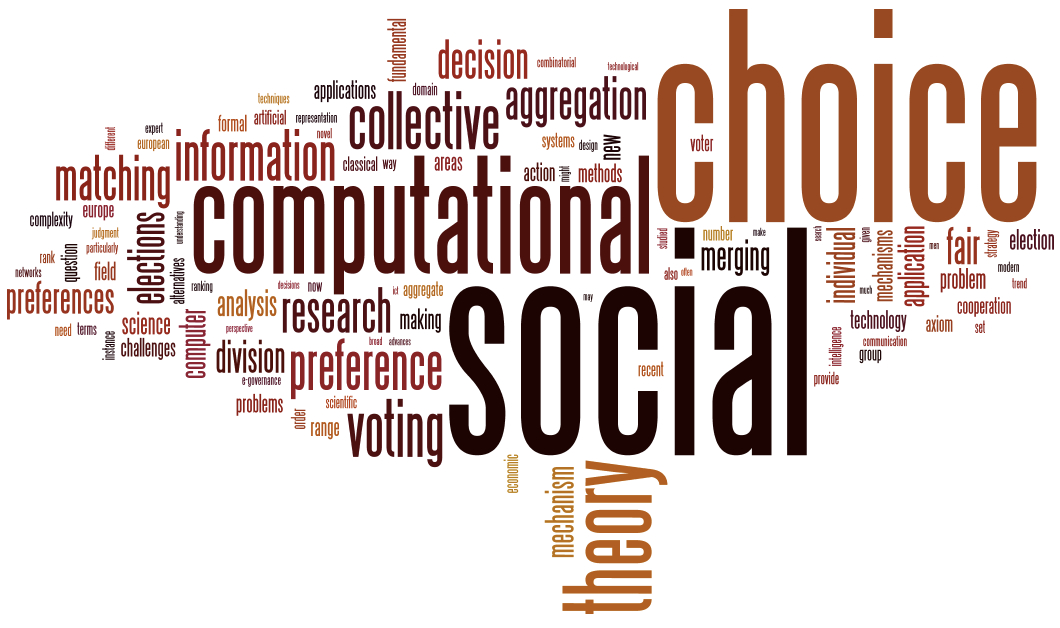 choice
social
computational
theory
fundamental
decision
combinatorial
technological
applications
domain
aggregation
techniques
collective
artificial
representation
formal
novel
expert
different
european
information
classical
way
areas
systems
design
new
voter
matching
action
might
methods
europe
complexity
judgment
particularly
elections
understanding
rank
question
networks
field
alternatives
ranking
preferences
decisions
now
analysis
ict
aggregate
research
making
need
terms
science
instance
challenges
computer
perspective
division
broad
advances
e-governance
preference
problems
scientific
order
range
voting
studied
number
make
merging
also
often
may
recent
search
individual
given
mechanisms
application
men
fair
strategy
election
much
problem
modern
trend
cooperation
technology
axiom
set
communication
intelligence
group
provide
economic
mechanism